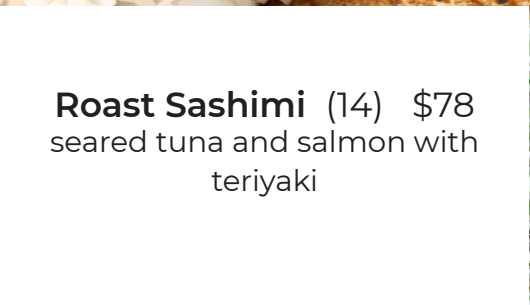 Roast Sashimi (14) $78
seared tuna and salmon with
teriyaki